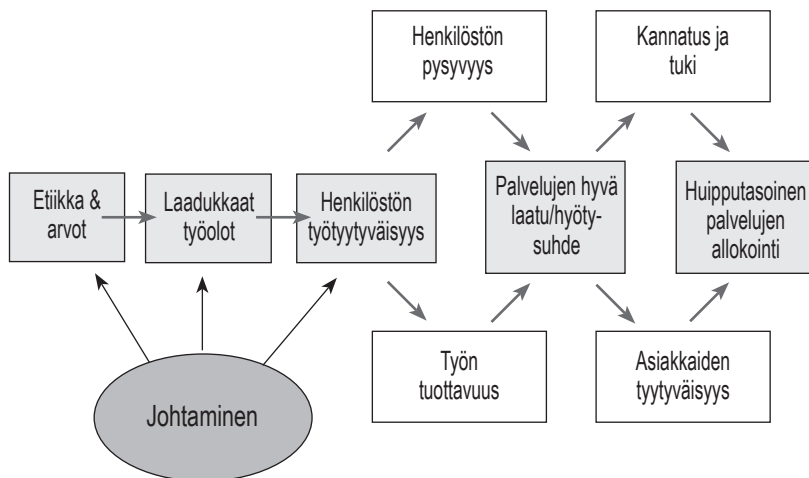 Henkilöstön
pysyvyys
Kannatus ja
tuki
Etiikka &
arvot
Laadukkaat
työolot
Henkilöstön
työtyytyväisyys
Palvelujen hyvä
laatu/hyöty-
suhde
Huipputasoinen
palvelujen
allokointi
Työn
tuottavuus
Asiakkaiden
tyytyväisyys
Johtaminen